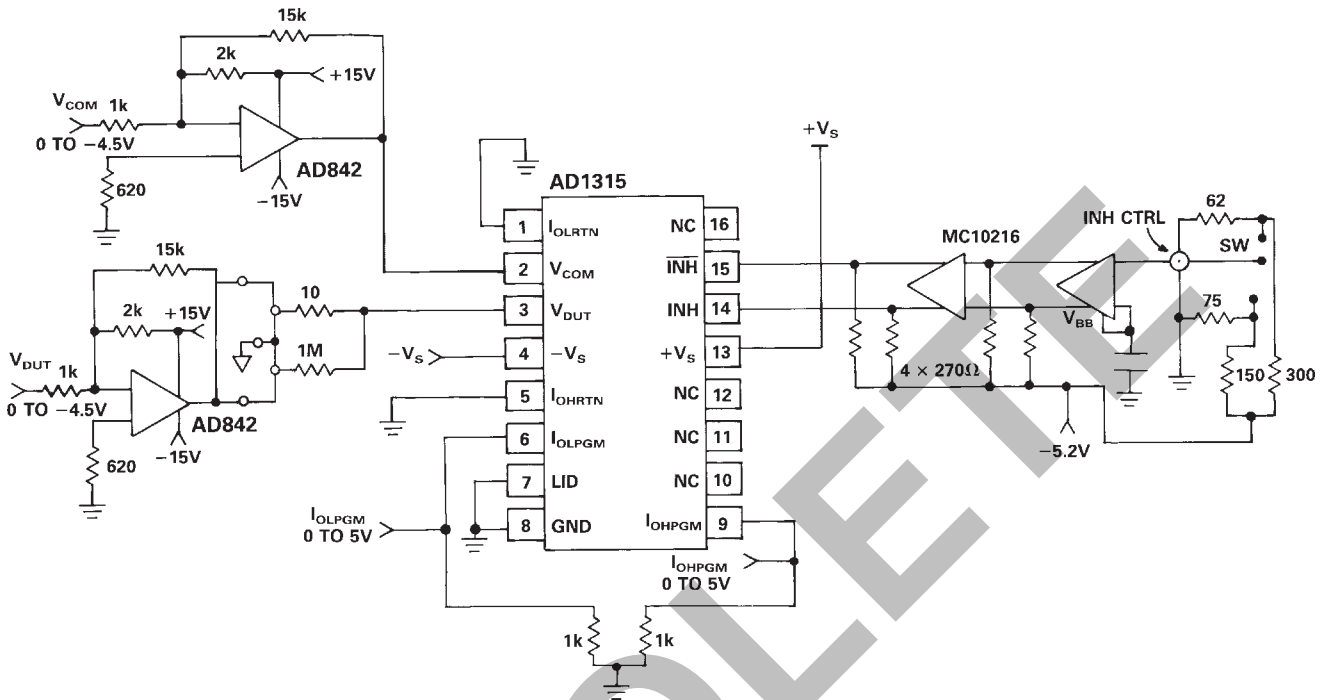 15k
2k
+15V
V_COM 1k
0 TO −4.5V
AD842
620
−15V
15k
2k
+15V
V_DUT
1k
0 TO −4.5V
AD842
620
−15V
10
1M
−V_S
I_OLPGM
0 TO 5V
AD1315
1 I_OLRTN
2 V_COM
3 V_DUT
4 −V_S
5 I_OHRTN
6 I_OLPGM
7 LID
8 GND
NC 16
I̅N̅H̅ 15
INH 14
+V_S 13
NC 12
NC 11
NC 10
I_OHPGM 9
I_OHPGM
0 TO 5V
1k
1k
+V_S
MC10216
INH CTRL
62
SW
V_BB
75
4 × 270Ω
150
300
−5.2V
OLETE